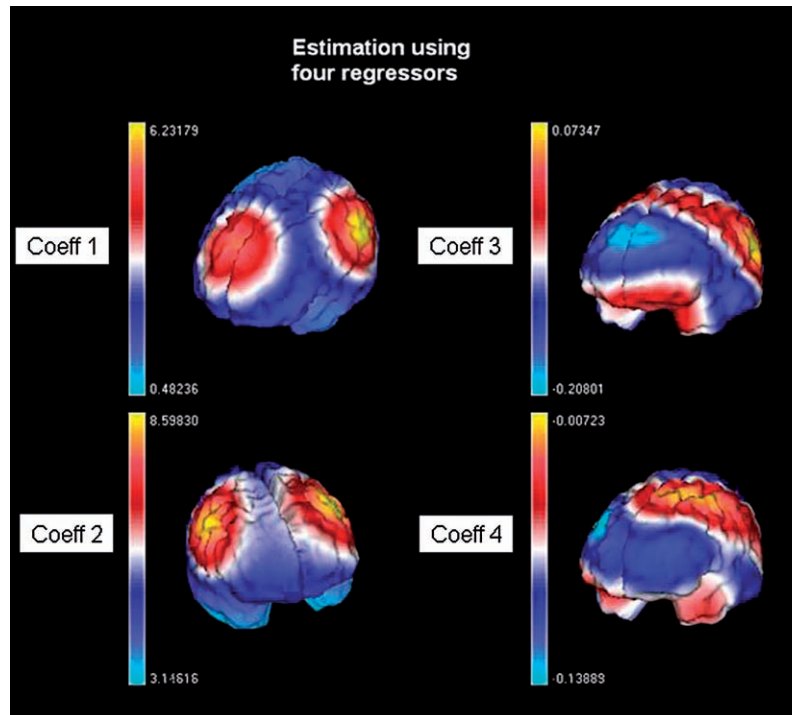 Estimation using
four regressors
6.23179
Coeff 1
0.48236
0.07347
Coeff 3
-0.20801
8.59830
Coeff 2
3.14616
-0.00723
Coeff 4
-0.13889